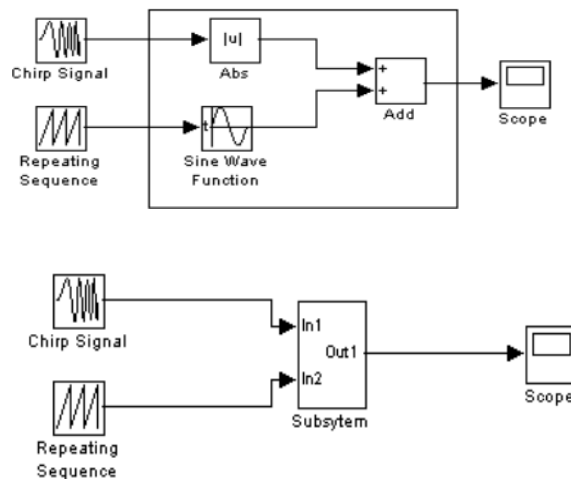 |u|
Chirp Signal
Abs
+
+
Add
Scope
t
Repeating
Sequence
Sine Wave
Function
Chirp Signal
In1
Out1
In2
Subsytem
Scope
Repeating
Sequence